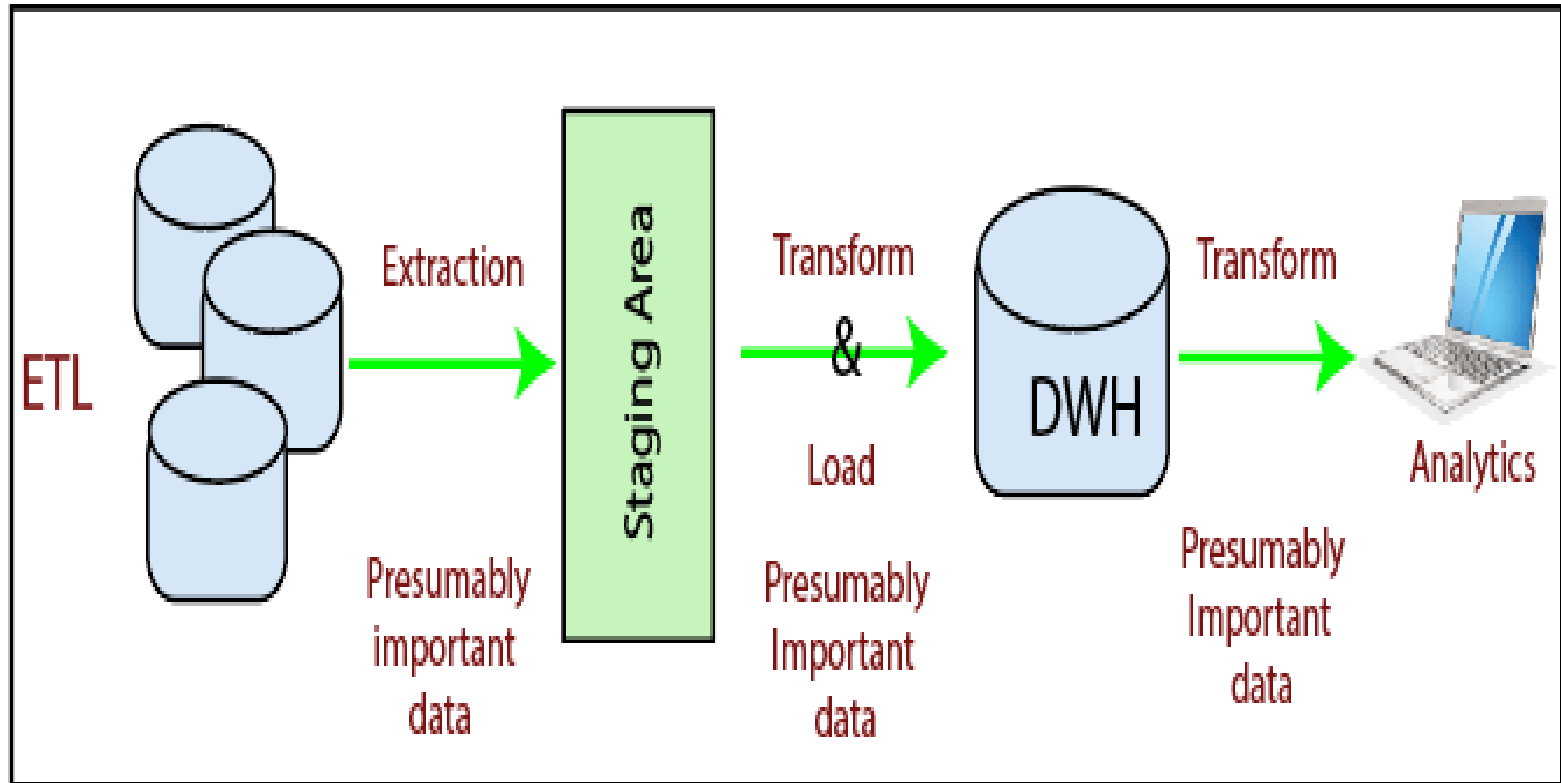 ETL
Extraction
Presumably
important
data
Staging Area
Transform
&
Load
Presumably
Important
data
DWH
Transform
Presumably
Important
data
Analytics